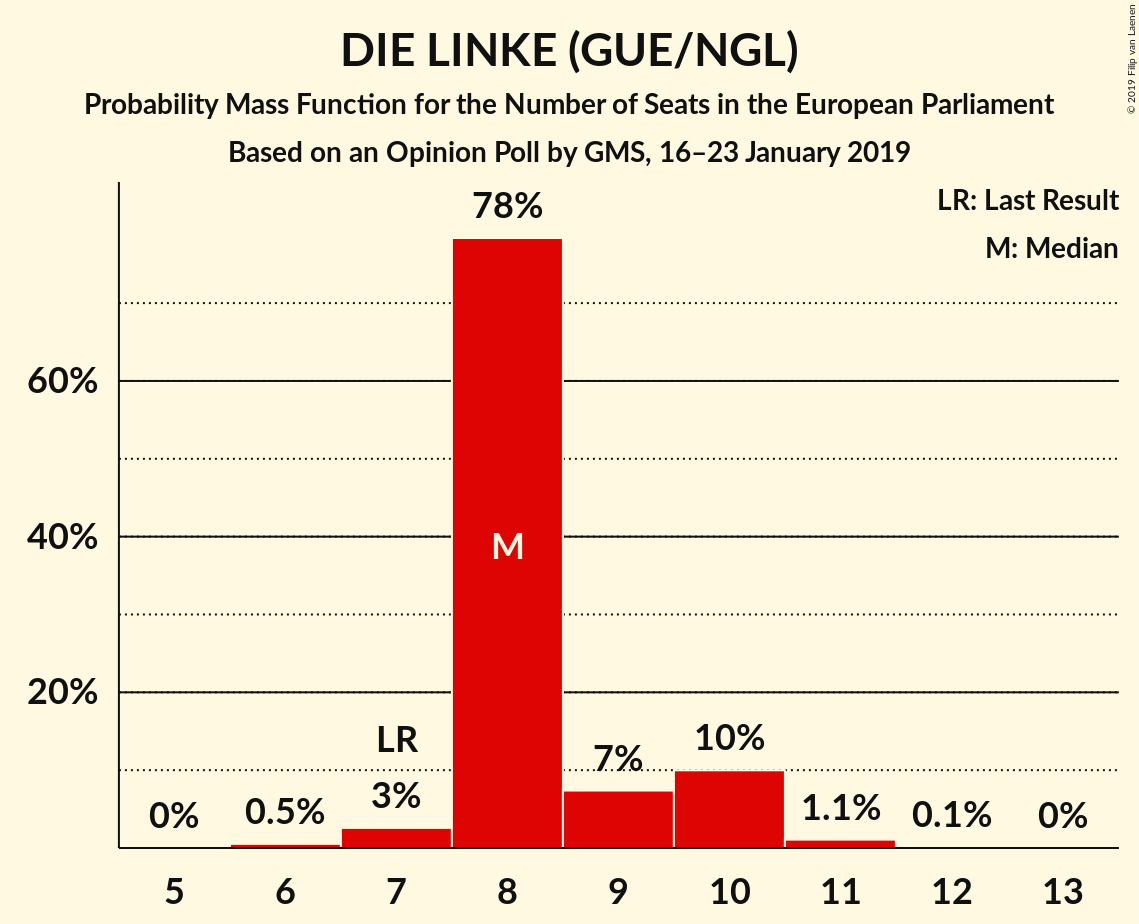 DIE LINKE (GUE/NGL)
Probability Mass Function for the Number of Seats in the European Parliament
Based on an Opinion Poll by GMS, 16–23 January 2019
© 2019 Filip van Laenen
LR: Last Result
M: Median
78%
60%
40%
M
20%
LR
0%
0.5%
3%
7%
10%
1.1%
0.1%
0%
5 6 7 8 9 10 11 12 13